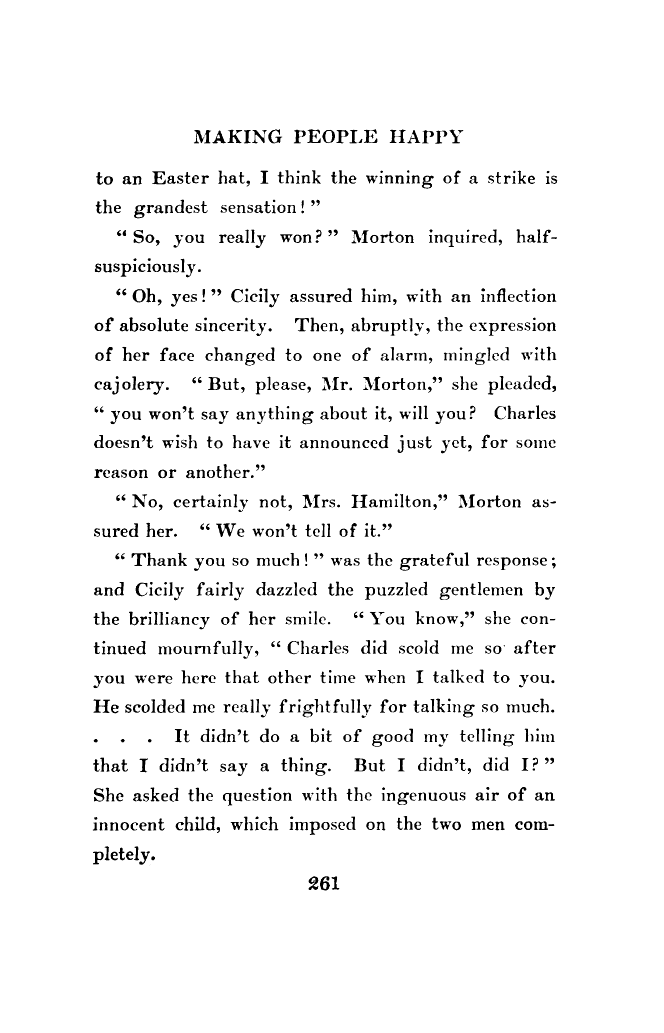 MAKING PEOPLE HAPPY
to an Easter hat, I think the winning of a strike is
the grandest sensation!”
“So, you really won?” Morton inquired, half-
suspiciously.
“Oh, yes!” Cicily assured him, with an inflection
of absolute sincerity. Then, abruptly, the expression
of her face changed to one of alarm, mingled with
cajolery. “But, please, Mr. Morton,” she pleaded,
“you won’t say anything about it, will you? Charles
doesn’t wish to have it announced just yet, for some
reason or another.”
“No, certainly not, Mrs. Hamilton,” Morton as-
sured her. “We won’t tell of it.”
“Thank you so much!” was the grateful response;
and Cicily fairly dazzled the puzzled gentlemen by
the brilliancy of her smile. “You know,” she con-
tinued mournfully, “Charles did scold me so after
you were here that other time when I talked to you.
He scolded me really frightfully for talking so much.
. . . It didn’t do a bit of good my telling him
that I didn’t say a thing. But I didn’t, did I?”
She asked the question with the ingenuous air of an
innocent child, which imposed on the two men com-
pletely.
261